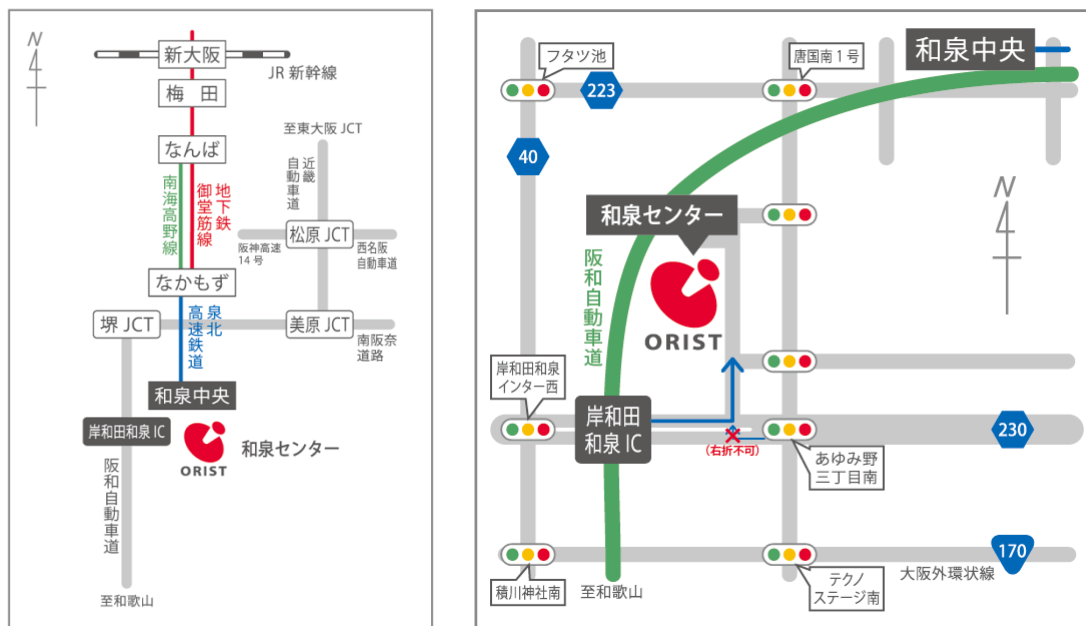 N
新大阪
JR 新幹線
梅 田
なんば
至東大阪 JCT
近畿
自動車道
南海高野線
地下鉄
御堂筋線
松原 JCT
阪神高速
14 号
西名阪
自動車道
なかもず
堺 JCT
泉北
高速鉄道
美原 JCT
南阪奈
道路
和泉中央
岸和田和泉 IC
ORIST
和泉センター
阪和自動車道
至和歌山
フタツ池
唐国南 1 号
和泉中央
223
40
N
和泉センター
阪和自動車道
ORIST
岸和田和泉
インター西
岸和田
和泉 IC
(右折不可)
230
あゆみ野
三丁目南
170
大阪外環状線
積川神社南
至和歌山
テクノ
ステージ南